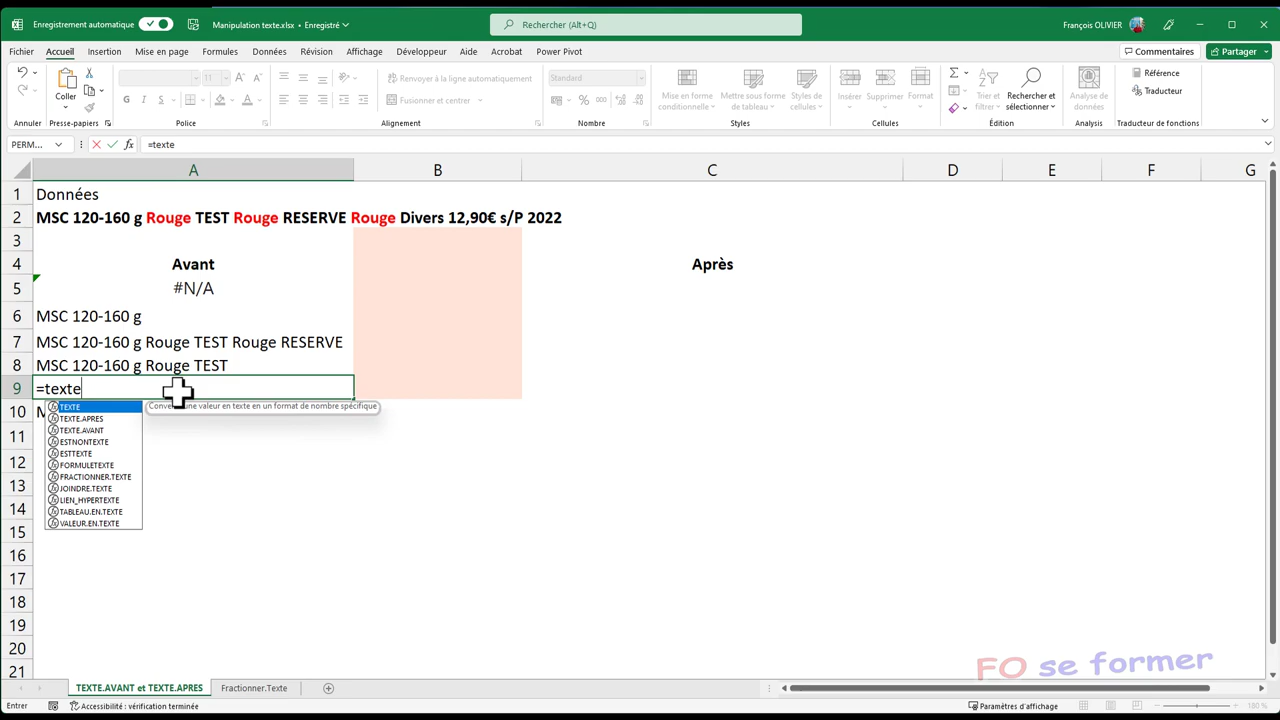 Enregistrement automatique
Manipulation texte.xlsx • Enregistré
Rechercher (Alt+Q)
François OLIVIER
Fichier Accueil Insertion Mise en page Formules Données Révision Affichage Développeur Aide Acrobat Power Pivot
Commentaires Partager
Coller
Renvoyer à la ligne automatiquement
Fusionner et centrer
Standard
Mise en forme conditionnelle
Mettre sous forme de tableau
Styles de cellules
Insérer Supprimer Format
Trier et filtrer
Rechercher et sélectionner
Analyse de données
Référence
Traducteur
Annuler Presse-papiers Police Alignement Nombre Styles Cellules Édition Analysis Traducteur de fonctions
PERM... fx =texte
A B C D E F G
1 Données
2 MSC 120-160 g Rouge TEST Rouge RESERVE Rouge Divers 12,90€ s/P 2022
3
4 Avant Après
5 #N/A
6 MSC 120-160 g
7 MSC 120-160 g Rouge TEST Rouge RESERVE
8 MSC 120-160 g Rouge TEST
9 =texte
10 M
TEXTE
TEXTE.APRES
TEXTE.AVANT
ESTNONTEXTE
ESTTEXTE
FORMULETEXTE
FRACTIONNER.TEXTE
JOINDRE.TEXTE
LIEN_HYPERTEXTE
TABLEAU.EN.TEXTE
VALEUR.EN.TEXTE
une valeur en texte en un format de nombre spécifique
11
12
13
14
15
16
17
18
19
20
21
FO se former
TEXTE.AVANT et TEXTE.APRES Fractionner.Texte
Entrer Accessibilité : vérification terminée Paramètres d'affichage 100 %